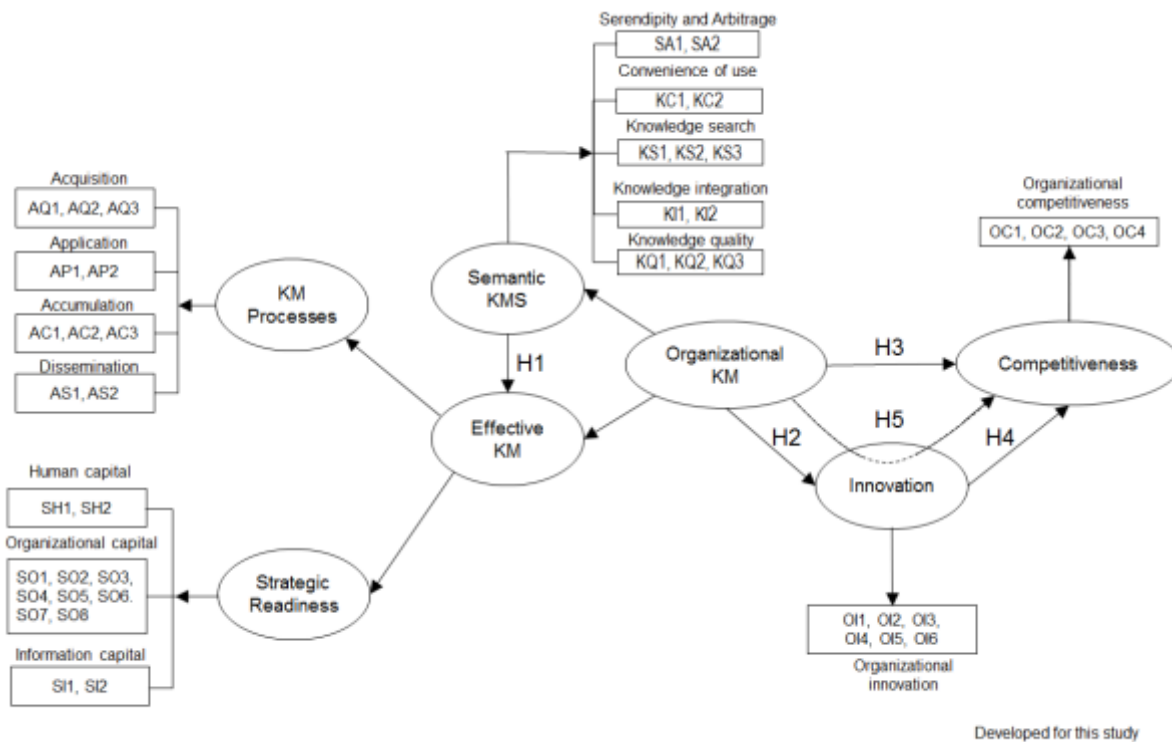 Serendipity and Arbitrage
SA1, SA2
Convenience of use
KC1, KC2
Knowledge search
KS1, KS2, KS3
Knowledge integration
KI1, KI2
Knowledge quality
KQ1, KQ2, KQ3
Acquisition
AQ1, AQ2, AQ3
Application
AP1, AP2
Accumulation
AC1, AC2, AC3
Dissemination
AS1, AS2
KM
Processes
Semantic
KMS
H1
Effective
KM
Organizational
KM
H3
H5
H2
H4
Organizational
competitiveness
OC1, OC2, OC3, OC4
Competitiveness
Innovation
OI1, OI2, OI3,
OI4, OI5, OI6
Organizational
innovation
Human capital
SH1, SH2
Organizational capital
SO1, SO2, SO3,
SO4, SO5, SO6.
SO7, SO8
Information capital
SI1, SI2
Strategic
Readiness
Developed for this study